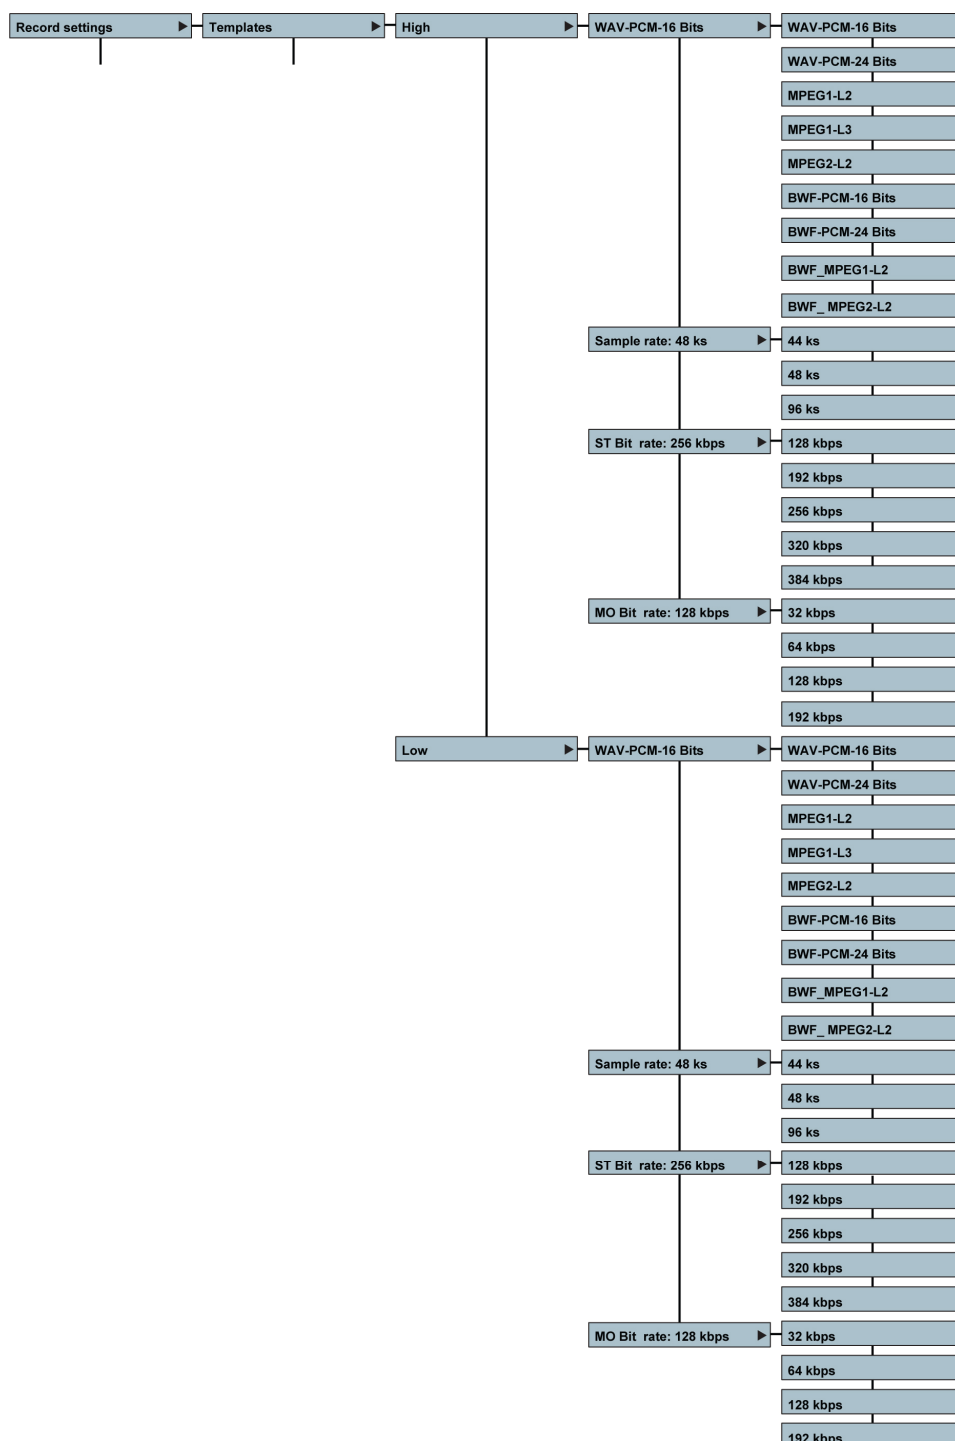 Record settings
Templates
High
WAV-PCM-16 Bits
WAV-PCM-16 Bits
WAV-PCM-24 Bits
MPEG1-L2
MPEG1-L3
MPEG2-L2
BWF-PCM-16 Bits
BWF-PCM-24 Bits
BWF_MPEG1-L2
BWF_ MPEG2-L2
Sample rate: 48 ks
44 ks
48 ks
96 ks
ST Bit rate: 256 kbps
128 kbps
192 kbps
256 kbps
320 kbps
384 kbps
MO Bit rate: 128 kbps
32 kbps
64 kbps
128 kbps
192 kbps
Low
WAV-PCM-16 Bits
WAV-PCM-16 Bits
WAV-PCM-24 Bits
MPEG1-L2
MPEG1-L3
MPEG2-L2
BWF-PCM-16 Bits
BWF-PCM-24 Bits
BWF_MPEG1-L2
BWF_ MPEG2-L2
Sample rate: 48 ks
44 ks
48 ks
96 ks
ST Bit rate: 256 kbps
128 kbps
192 kbps
256 kbps
320 kbps
384 kbps
MO Bit rate: 128 kbps
32 kbps
64 kbps
128 kbps
192 kbps